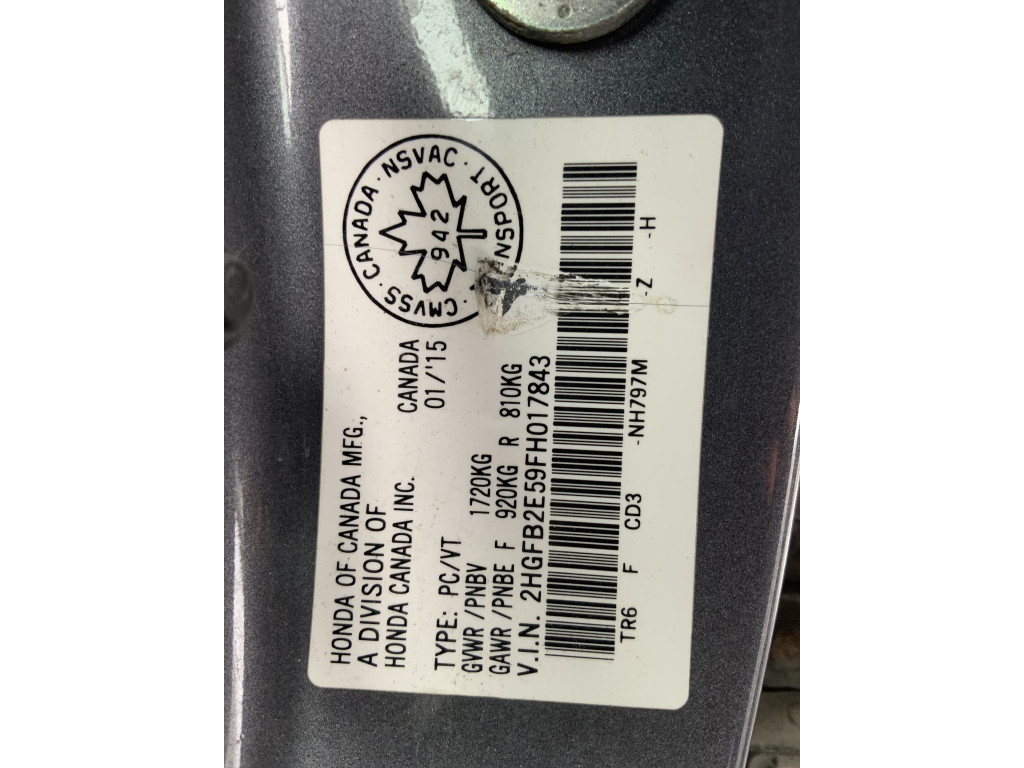 HONDA OF CANADA MFG.,
A DIVISION OF
HONDA CANADA INC.
CANADA
01/'15
TYPE: PC/VT
GVWR/PNBV 1720KG
GAWR/PNBE F 920KG R 810KG
V.I.N. 2HGFB2E59FH017843
TR6 F CD3 -NH797M -Z -H
CMVSS · CANADA · NSVAC ·
942